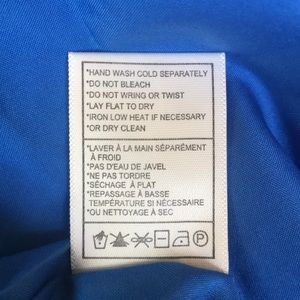 *HAND WASH COLD SEPARATELY
*DO NOT BLEACH
*DO NOT WRING OR TWIST
*LAY FLAT TO DRY
*IRON LOW HEAT IF NECESSARY
*OR DRY CLEAN
*LAVER À LA MAIN SÉPARÉMENT
À FROID
*PAS D'EAU DE JAVEL
*NE PAS TORDRE
*SÉCHAGE À PLAT
*REPASSAGE À BASSE
TEMPÉRATURE SI NÉCESSAIRE
*OU NETTOYAGE À SEC
P